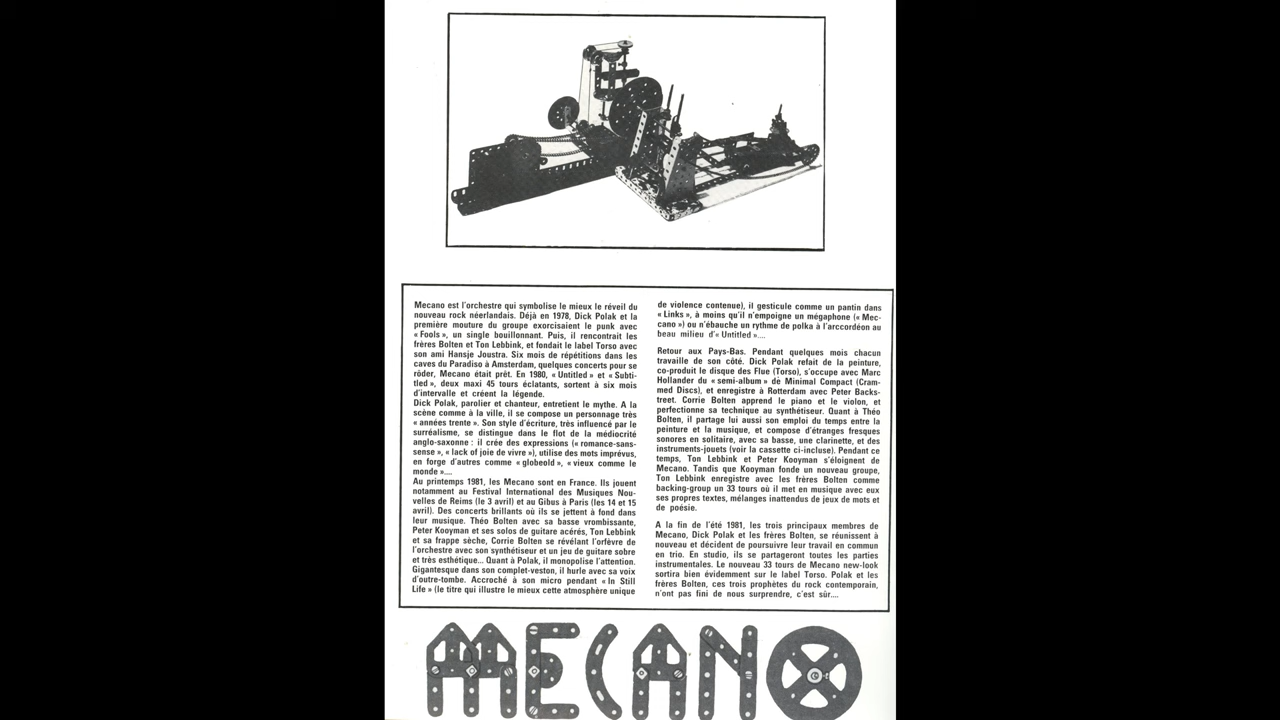 Mecano est l'orchestre qui symbolise le mieux le réveil du
nouveau rock néerlandais. Déjà en 1978, Dick Polak et la
première mouture du groupe exorcisaient le punk avec
« Fools », un single bouillonnant. Puis, il rencontrait les
frères Bolten et Ton Lebbink, et fondait le label Torso avec
son ami Hansje Joustra. Six mois de répétitions dans les
caves du Paradiso à Amsterdam, quelques concerts pour se
rôder, Mecano était prêt. En 1980, « Untitled » et « Subti-
tled », deux maxi 45 tours éclatants, sortent à six mois
d'intervalle et créent la légende.
Dick Polak, parolier et chanteur, entretient le mythe. A la
scène comme à la ville, il se compose un personnage très
« années trente ». Son style d'écriture, très influencé par le
surréalisme, se distingue dans le flot de la médiocrité
anglo-saxonne : il crée des expressions (« romance-sans-
sense », « lack of joie de vivre »), utilise des mots imprévus,
en forge d'autres comme « globeold », « vieux comme le
monde »....
Au printemps 1981, les Mecano sont en France. Ils jouent
notamment au Festival International des Musiques Nou-
velles de Reims (le 3 avril) et au Gibus à Paris (les 14 et 15
avril). Des concerts brillants où ils se jettent à fond dans
leur musique. Théo Bolten avec sa basse vrombissante,
Peter Kooyman et ses solos de guitare acérés, Ton Lebbink
et sa frappe sèche, Corrie Bolten se révélant l'orfèvre de
l'orchestre avec son synthétiseur et un jeu de guitare sobre
et très esthétique... Quant à Polak, il monopolise l'attention.
Gigantesque dans son complet-veston, il hurle avec sa voix
d'outre-tombe. Accroché à son micro pendant « In Still
Life » (le titre qui illustre le mieux cette atmosphère unique
de violence contenue), il gesticule comme un pantin dans
« Links », à moins qu'il n'empoigne un mégaphone (« Mec-
cano ») ou n'ébauche un rythme de polka à l'arccordéon au
beau milieu d'« Untitled »....
Retour aux Pays-Bas. Pendant quelques mois chacun
travaille de son côté. Dick Polak refait de la peinture,
co-produit le disque des Flue (Torso), s'occupe avec Marc
Hollander du « semi-album » de Minimal Compact (Cram-
med Discs), et enregistre à Rotterdam avec Peter Backs-
treet. Corrie Bolten apprend le piano et le violon, et
perfectionne sa technique au synthétiseur. Quant à Théo
Bolten, il partage lui aussi son emploi du temps entre la
peinture et la musique, et compose d'étranges fresques
sonores en solitaire, avec sa basse, une clarinette, et des
instruments-jouets (voir la cassette ci-incluse). Pendant ce
temps, Ton Lebbink et Peter Kooyman s'éloignent de
Mecano. Tandis que Kooyman fonde un nouveau groupe,
Ton Lebbink enregistre avec les frères Bolten comme
backing-group un 33 tours où il met en musique avec eux
ses propres textes, mélanges inattendus de jeux de mots et
de poésie.
A la fin de l'été 1981, les trois principaux membres de
Mecano, Dick Polak et les frères Bolten, se réunissent à
nouveau et décident de poursuivre leur travail en commun
en trio. En studio, ils se partageront toutes les parties
instrumentales. Le nouveau 33 tours de Mecano new-look
sortira bien évidemment sur le label Torso. Polak et les
frères Bolten, ces trois prophètes du rock contemporain,
n'ont pas fini de nous surprendre, c'est sûr....
MECANO